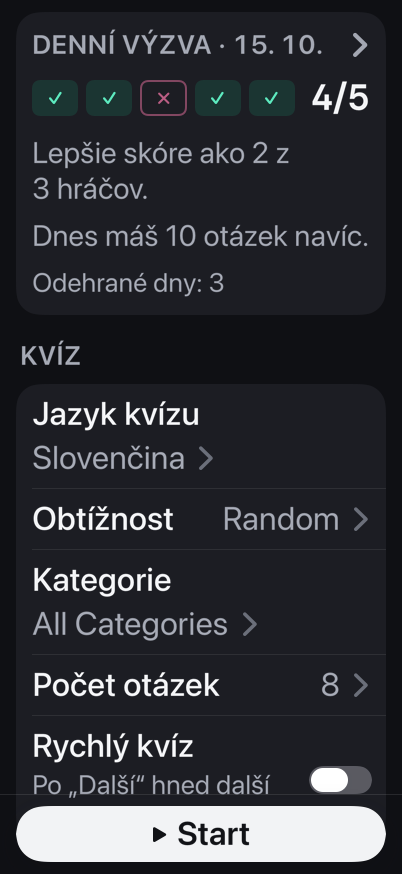 DENNÍ VÝZVA · 15. 10.
4/5
Lepšie skóre ako 2 z
3 hráčov.
Dnes máš 10 otázek navíc.
Odehrané dny: 3
KVÍZ
Jazyk kvízu
Slovenčina
Obtížnost Random
Kategorie
All Categories
Počet otázek 8
Rychlý kvíz
Po „Další“ hned další
Start